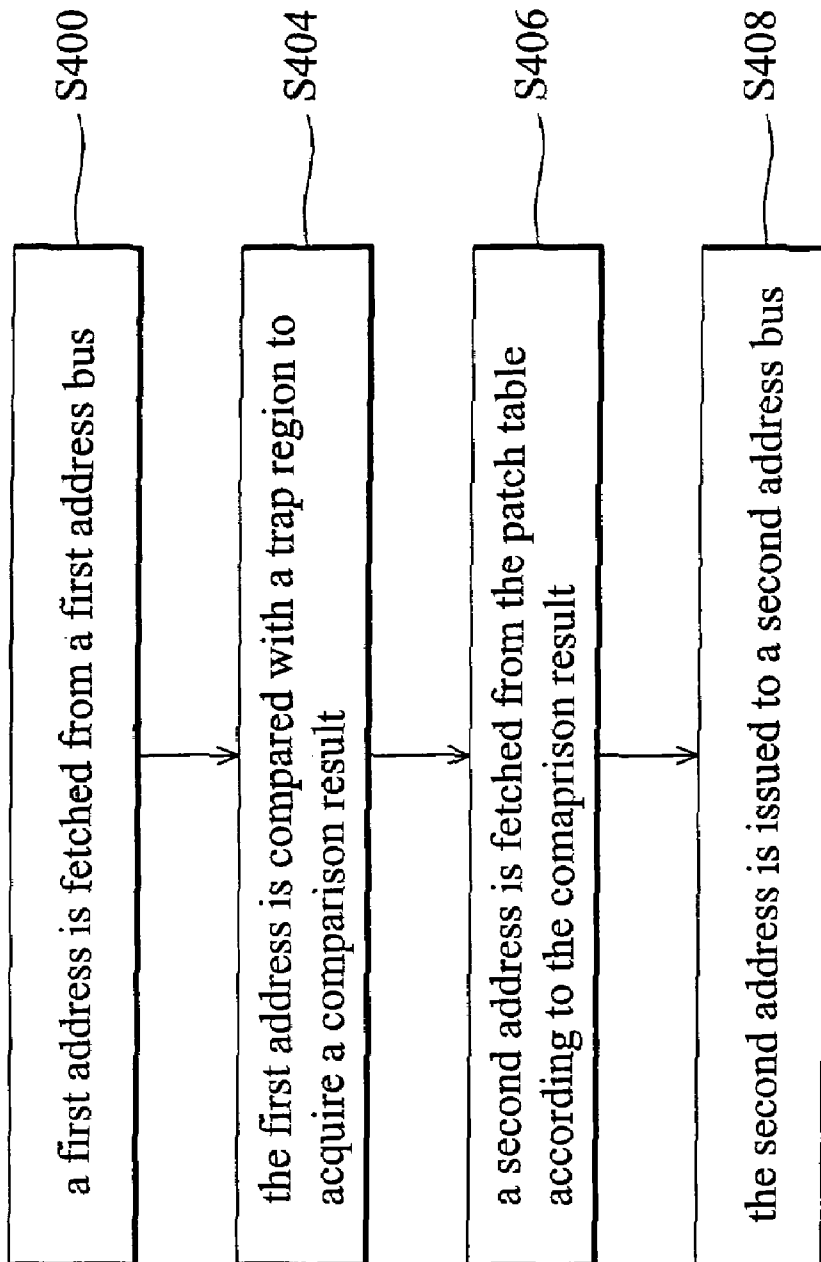 a first address is fetched from a first address bus
S400
the first address is compared with a trap region to
acquire a comparison result
S404
a second address is fetched from the patch table
according to the comaprison result
S406
the second address is issued to a second address bus
S408